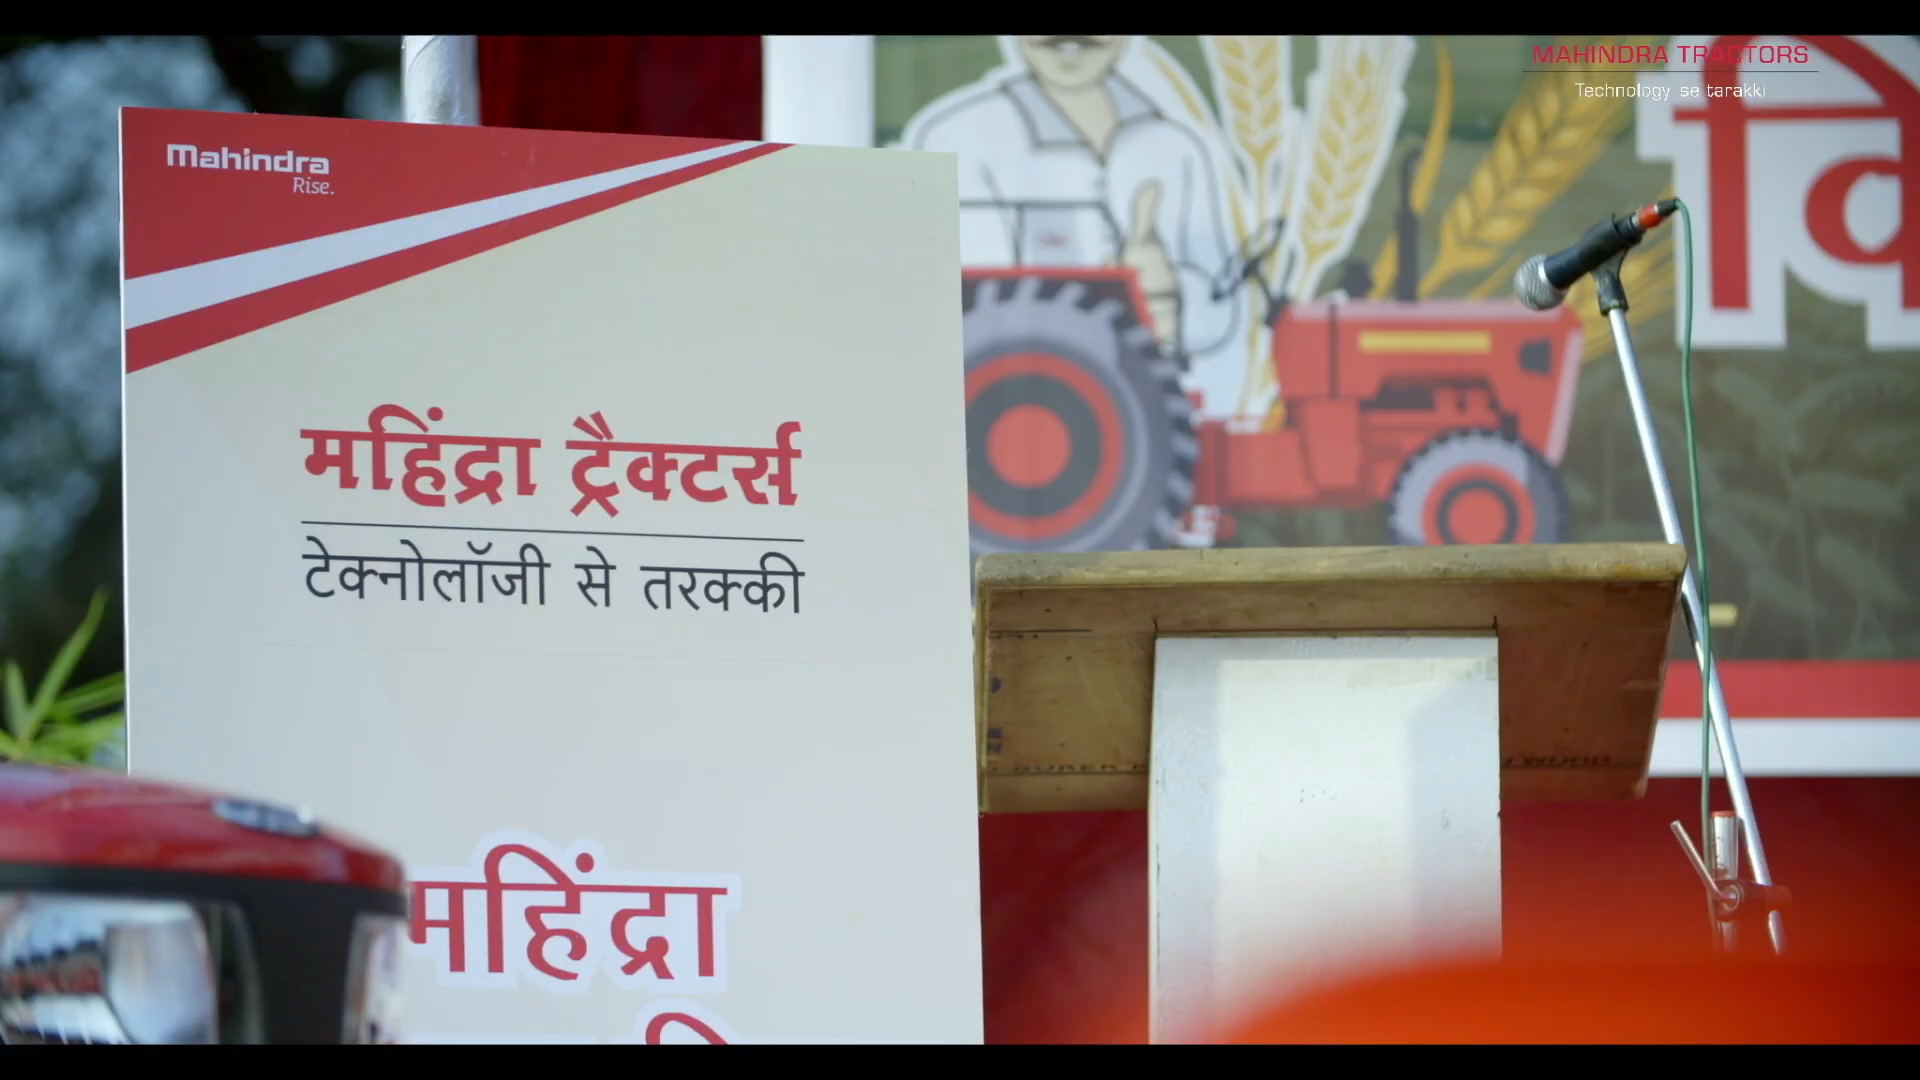 MAHINDRA TRACTORS
Technology se tarakki
Mahindra
Rise.
महिंद्रा ट्रैक्टर्स
टेक्नोलॉजी से तरक्की
महिंद्रा